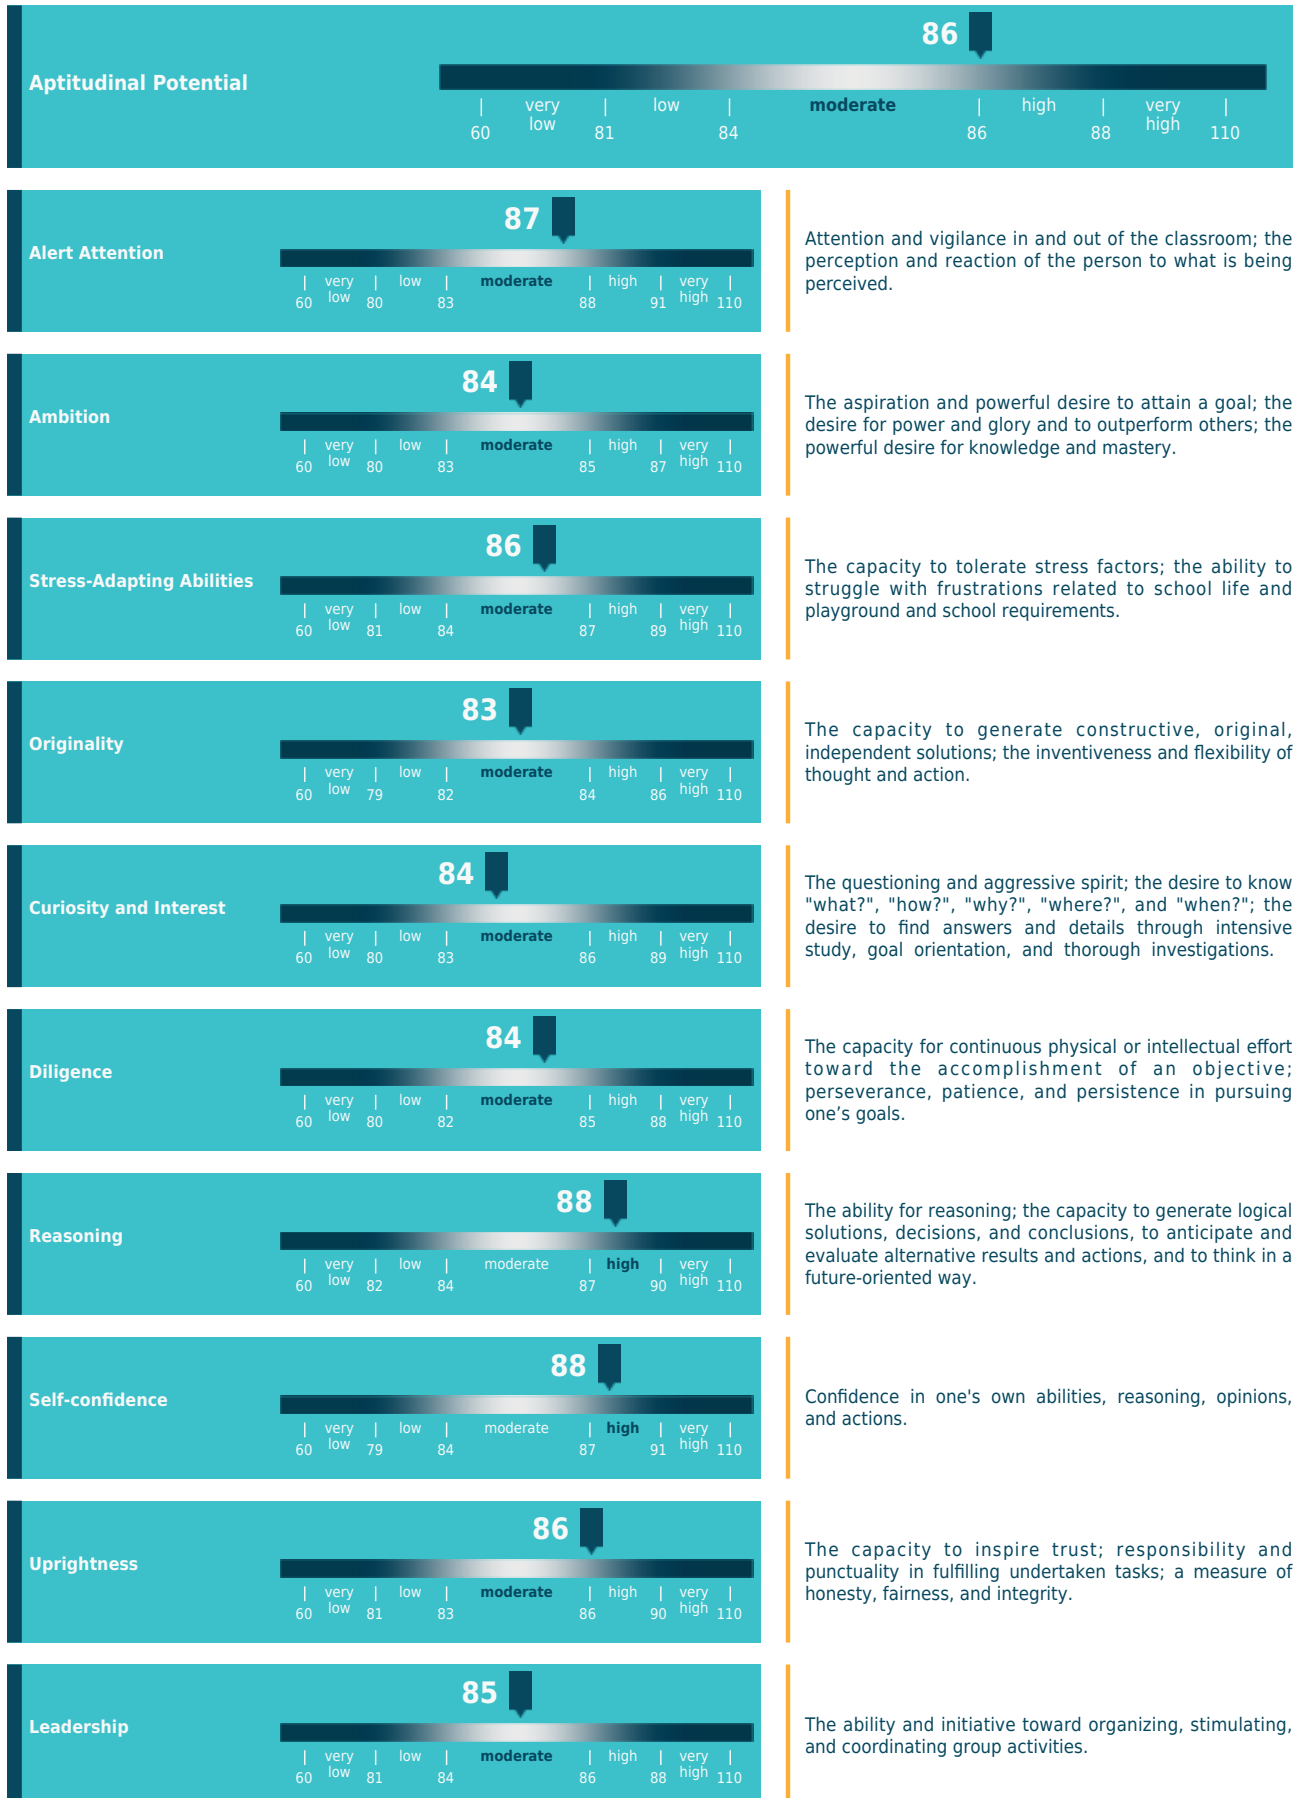 86
Aptitudinal Potential
very low moderate high very
low high
60 81 84 86 88 110
87
Alert Attention
very low moderate high very
low high
60 80 83 88 91 110
Attention and vigilance in and out of the classroom; the
perception and reaction of the person to what is being
perceived.
84
Ambition
very low moderate high very
low high
60 80 83 85 87 110
The aspiration and powerful desire to attain a goal; the
desire for power and glory and to outperform others; the
powerful desire for knowledge and mastery.
86
Stress-Adapting Abilities
very low moderate high very
low high
60 81 84 87 89 110
The capacity to tolerate stress factors; the ability to
struggle with frustrations related to school life and
playground and school requirements.
83
Originality
very low moderate high very
low high
60 79 82 84 86 110
The capacity to generate constructive, original,
independent solutions; the inventiveness and flexibility of
thought and action.
84
Curiosity and Interest
very low moderate high very
low high
60 80 83 86 89 110
The questioning and aggressive spirit; the desire to know
"what?", "how?", "why?", "where?", and "when?"; the
desire to find answers and details through intensive
study, goal orientation, and thorough investigations.
84
Diligence
very low moderate high very
low high
60 80 82 85 88 110
The capacity for continuous physical or intellectual effort
toward the accomplishment of an objective;
perseverance, patience, and persistence in pursuing
one’s goals.
88
Reasoning
very low moderate high very
low high
60 82 84 87 90 110
The ability for reasoning; the capacity to generate logical
solutions, decisions, and conclusions, to anticipate and
evaluate alternative results and actions, and to think in a
future-oriented way.
88
Self-confidence
very low moderate high very
low high
60 79 84 87 91 110
Confidence in one's own abilities, reasoning, opinions,
and actions.
86
Uprightness
very low moderate high very
low high
60 81 83 86 90 110
The capacity to inspire trust; responsibility and
punctuality in fulfilling undertaken tasks; a measure of
honesty, fairness, and integrity.
85
Leadership
very low moderate high very
low high
60 81 84 86 88 110
The ability and initiative toward organizing, stimulating,
and coordinating group activities.